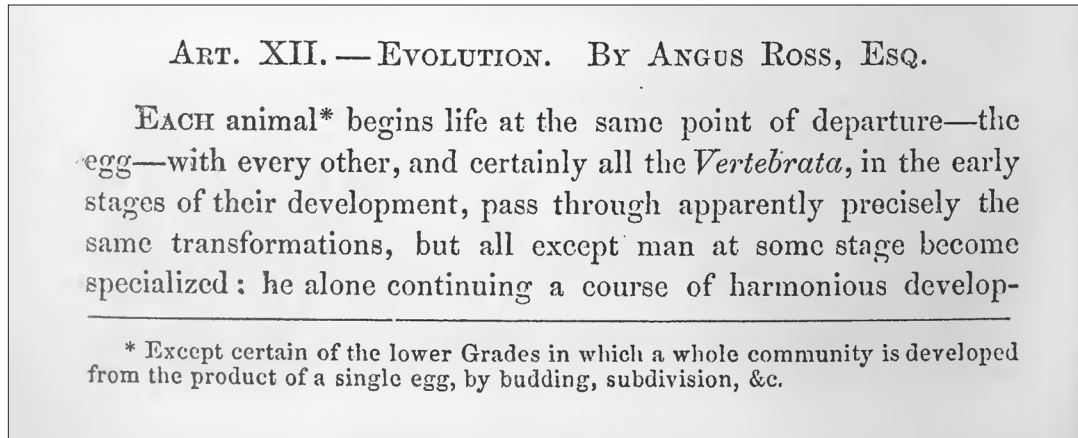 ART. XII.—EVOLUTION. BY ANGUS ROSS, ESQ.
EACH animal* begins life at the same point of departure—the
egg—with every other, and certainly all the Vertebrata, in the early
stages of their development, pass through apparently precisely the
same transformations, but all except man at some stage become
specialized: he alone continuing a course of harmonious develop-
* Except certain of the lower Grades in which a whole community is developed
from the product of a single egg, by budding, subdivision, &c.